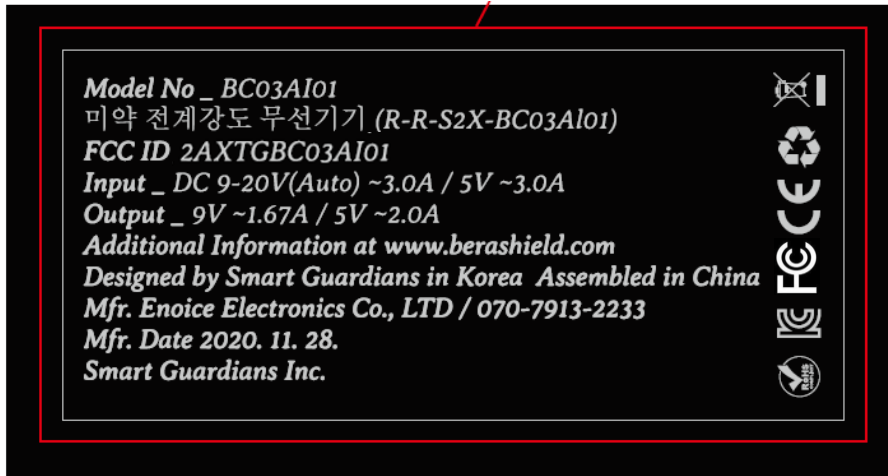 Model No _ BC03AI01
미약 전계강도 무선기기 (R-R-S2X-BC03Al01)
FCC ID 2AXTGBC03AI01
Input _ DC 9-20V(Auto) ~3.0A / 5V ~3.0A
Output _ 9V ~1.67A / 5V ~2.0A
Additional Information at www.berashield.com
Designed by Smart Guardians in Korea Assembled in China
Mfr. Enoice Electronics Co., LTD / 070-7913-2233
Mfr. Date 2020. 11. 28.
Smart Guardians Inc.
CE
FC
RoHS